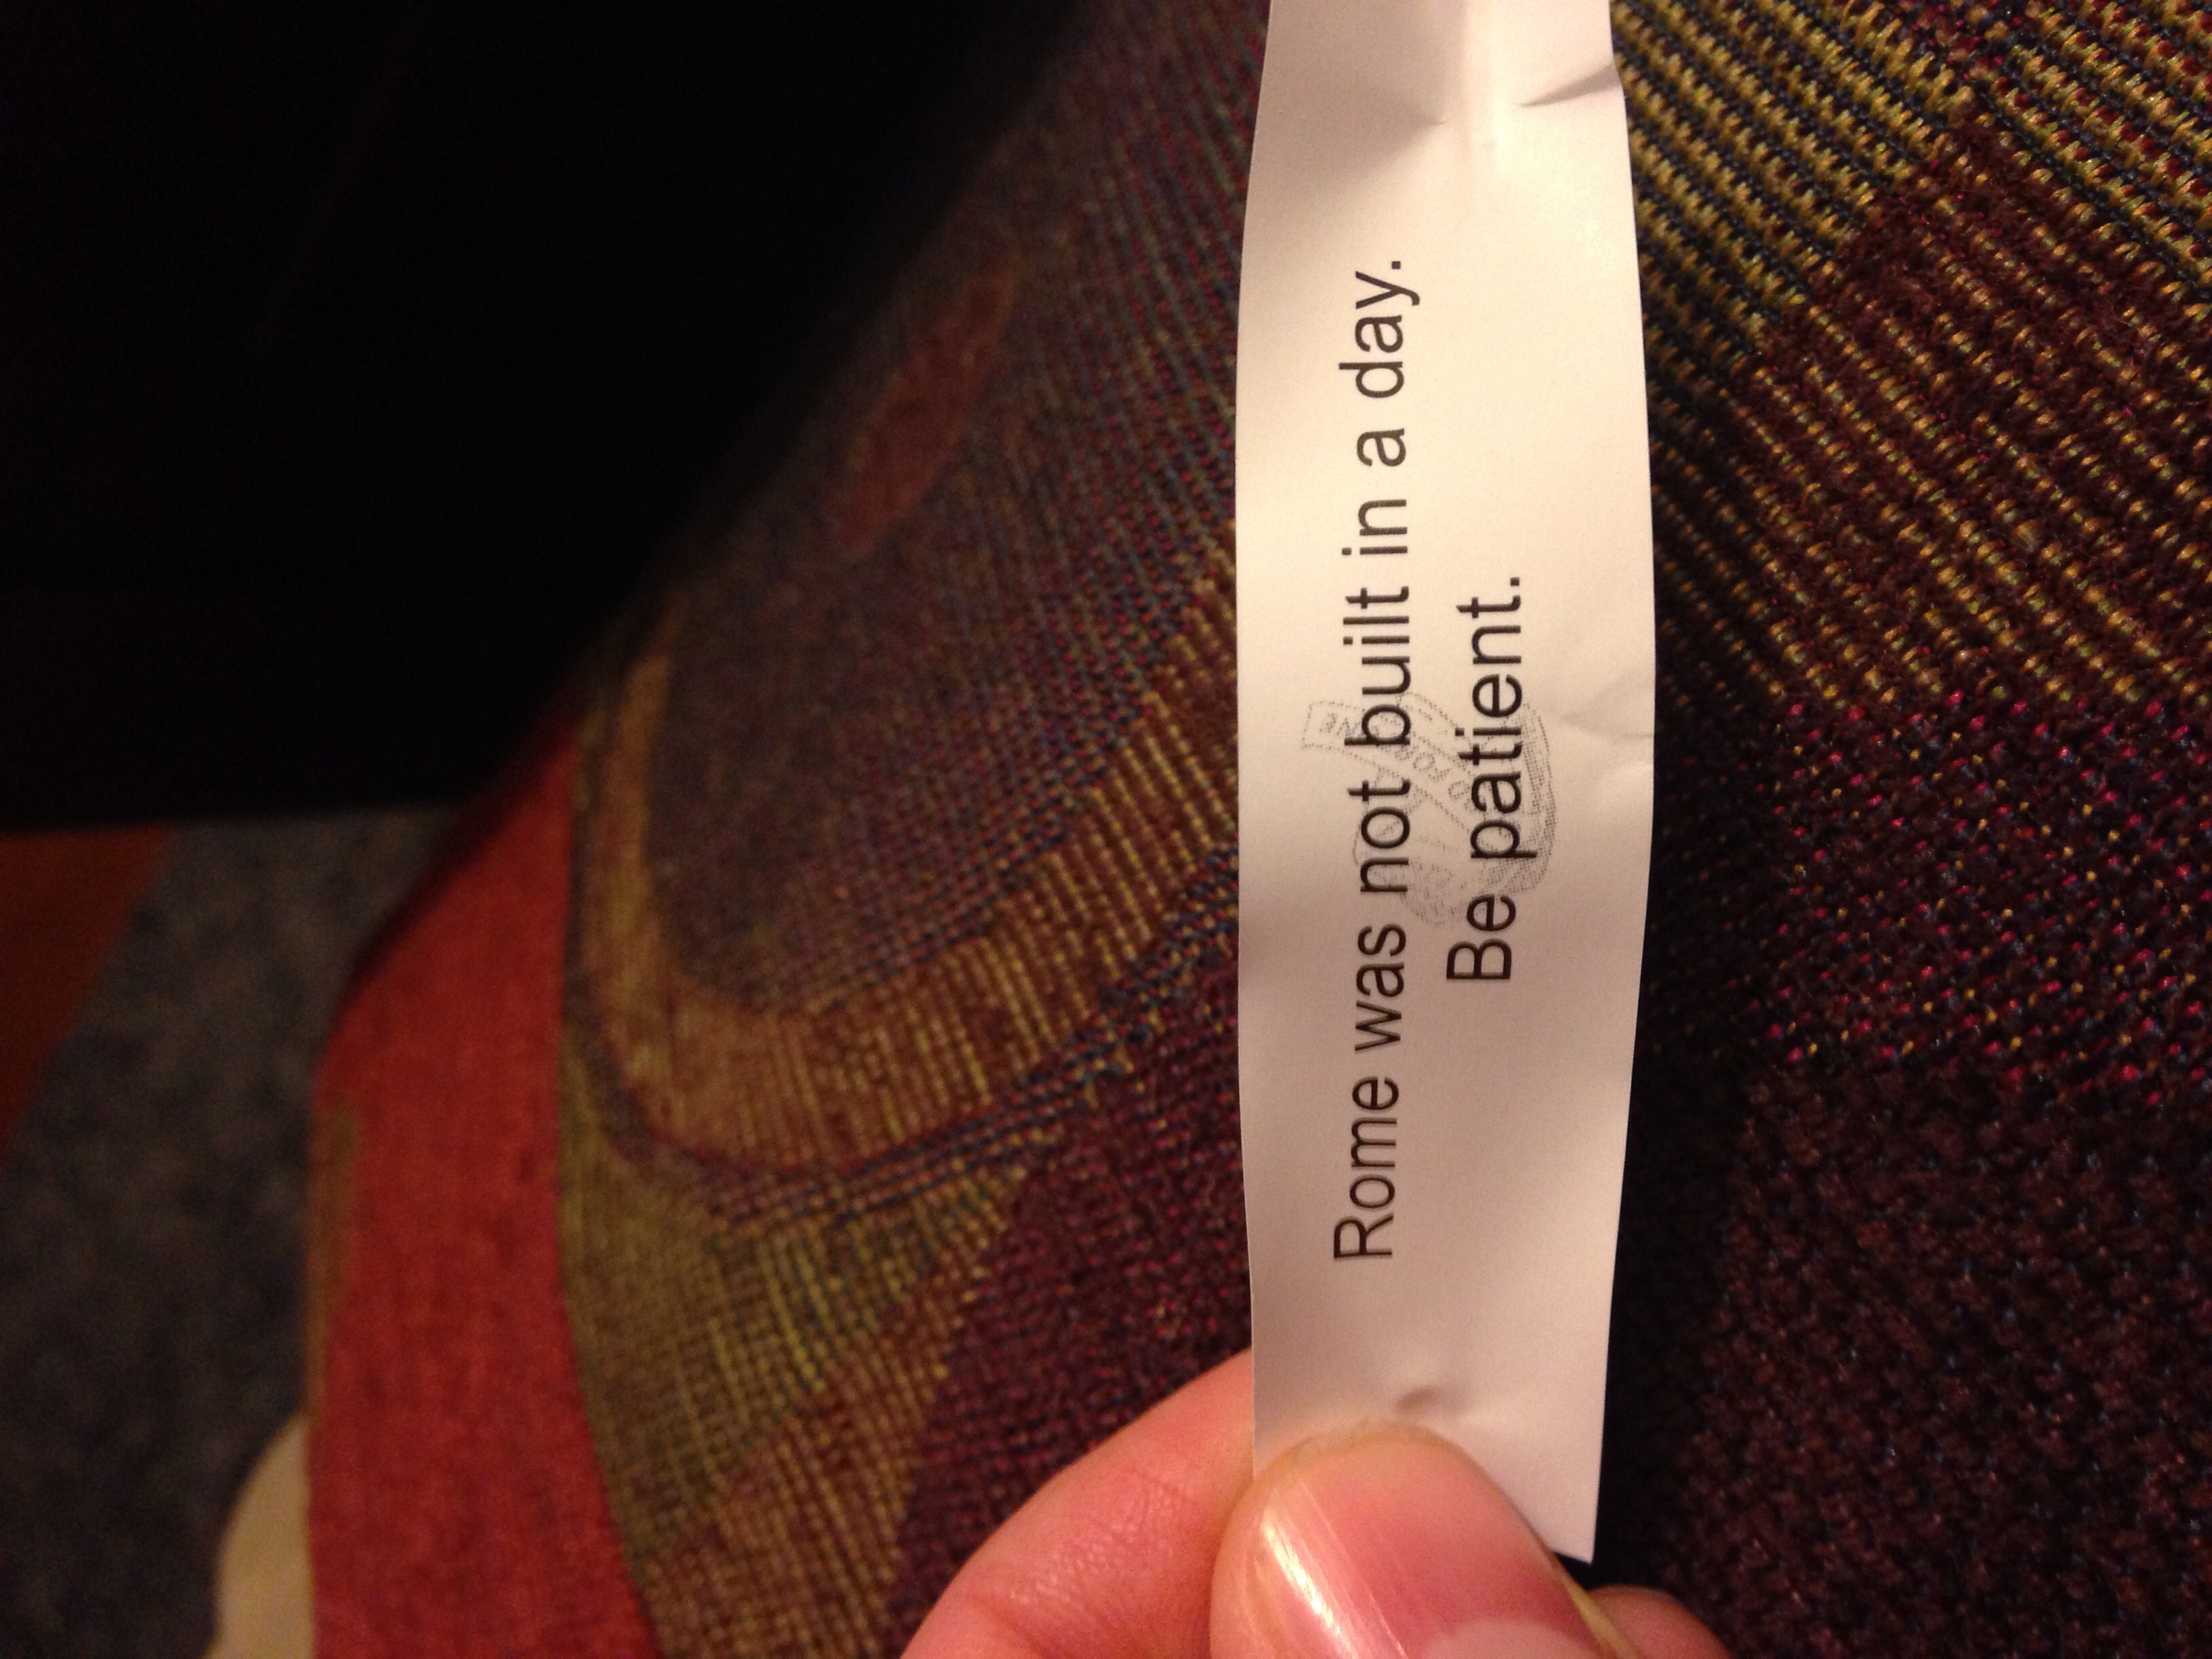 Rome was not built in a day.
Be patient.